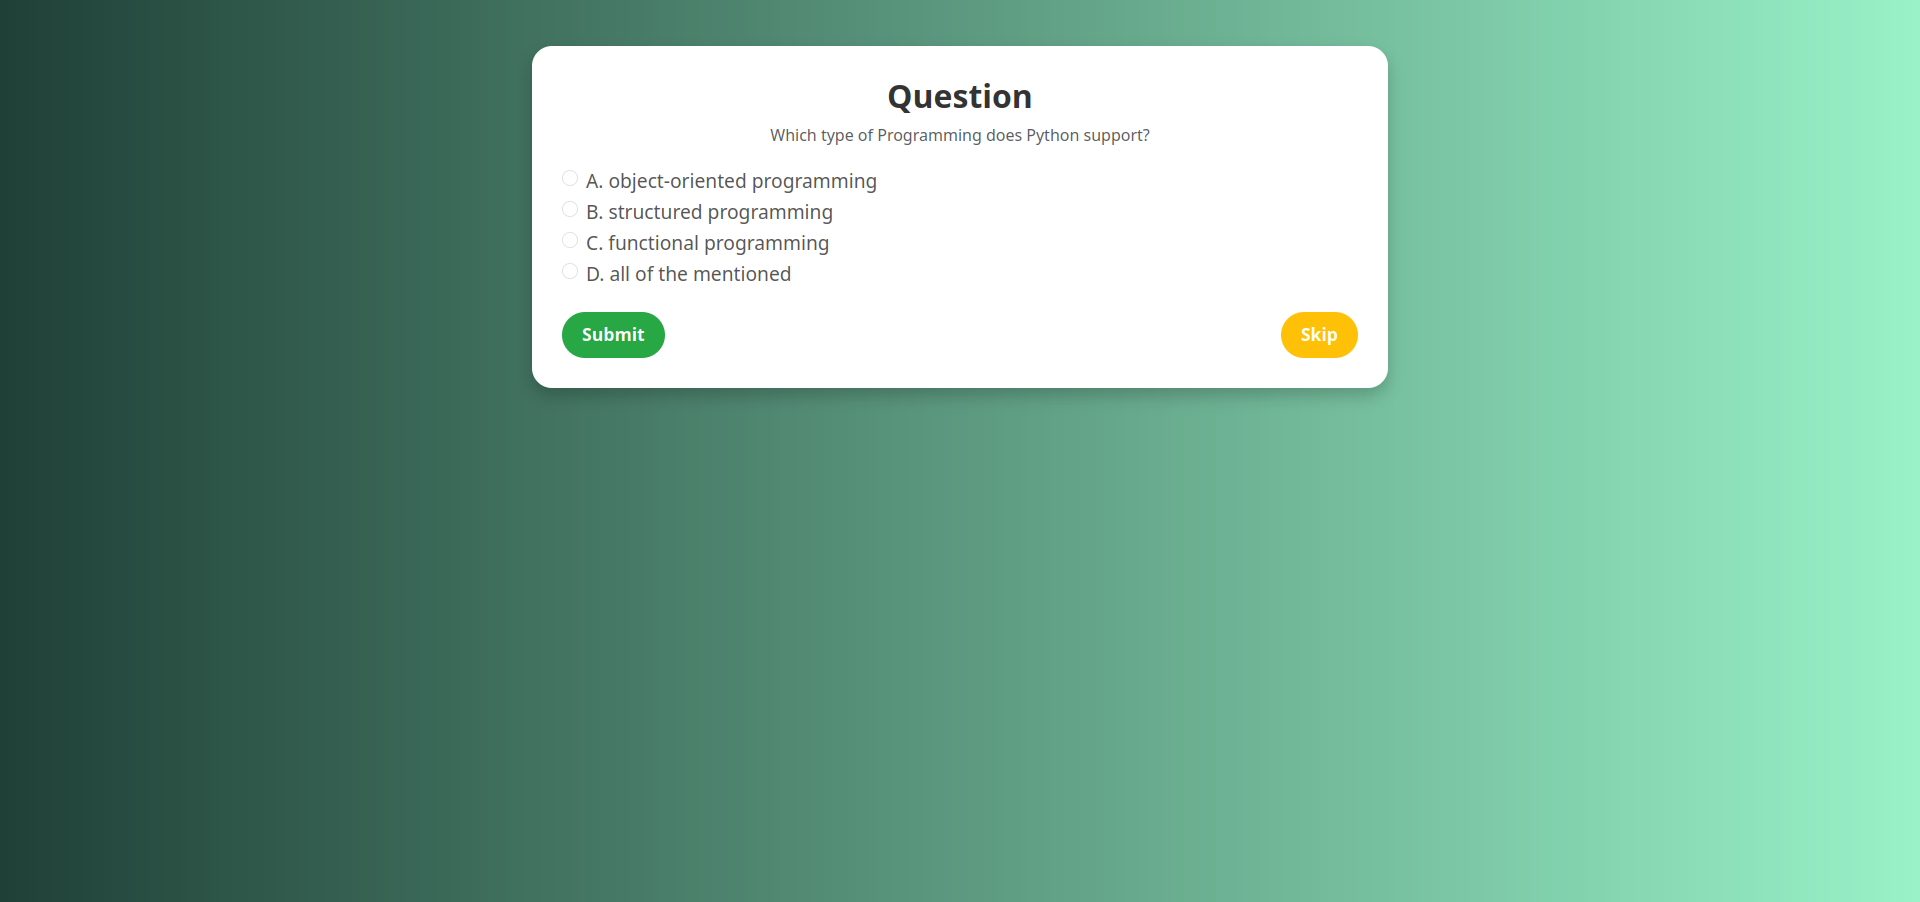 Question
Which type of Programming does Python support?
A. object-oriented programming
B. structured programming
C. functional programming
D. all of the mentioned
Submit
Skip